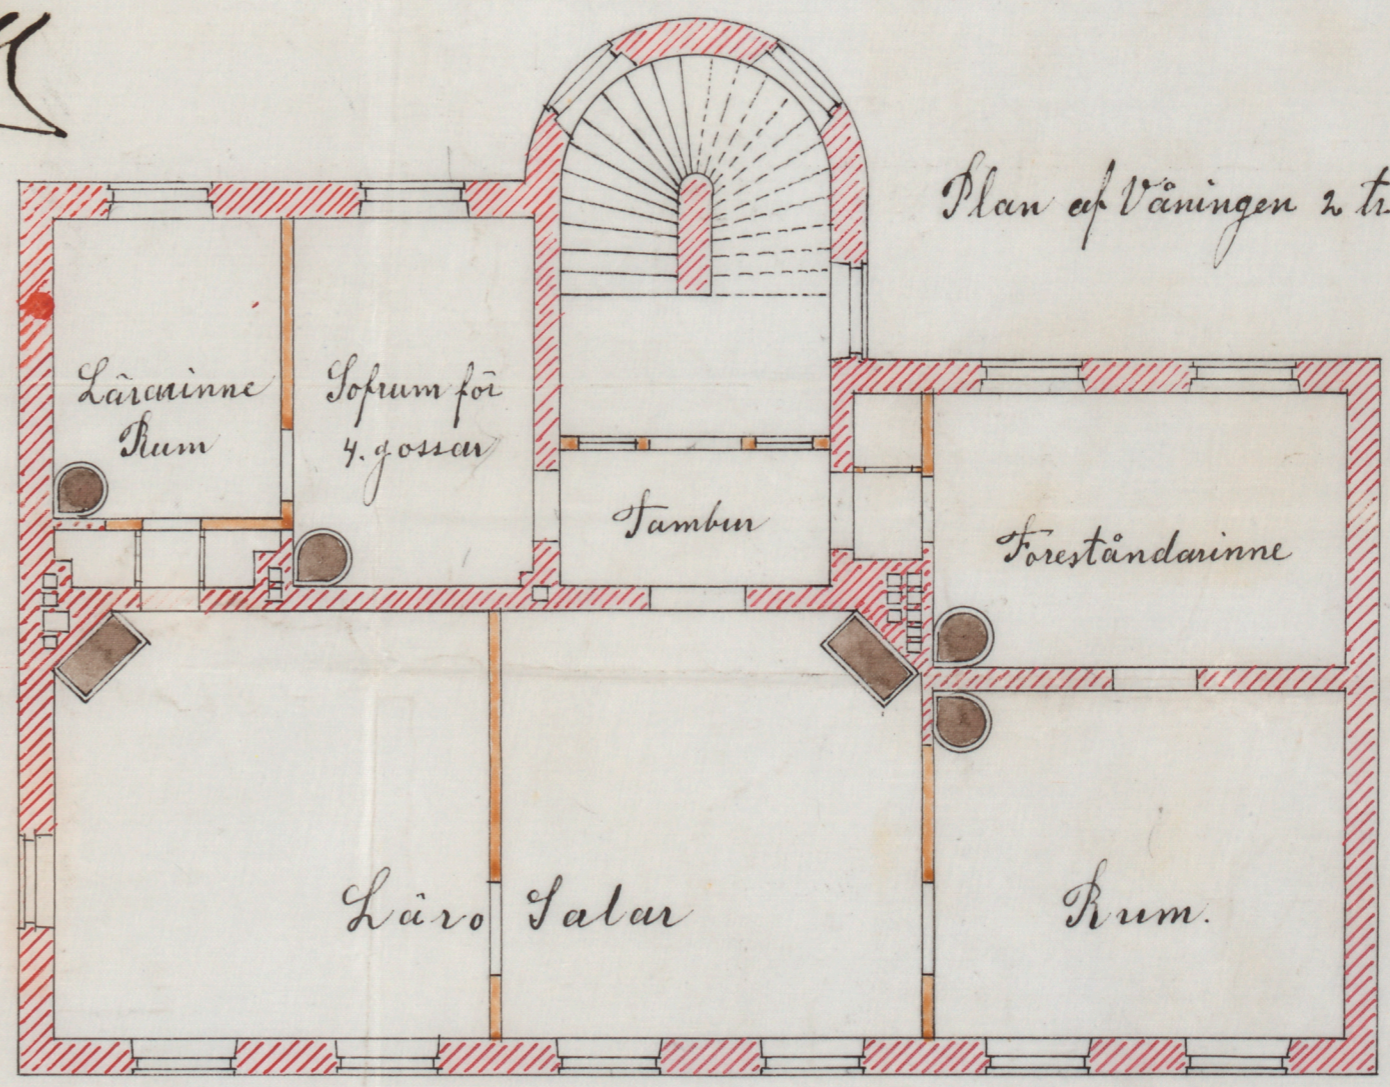 Plan af Våningen 2 tr
Lärarinne
Rum
Sofrum för
4. gossar
Tambur
Föreståndarinne
Läro Salar
Rum.